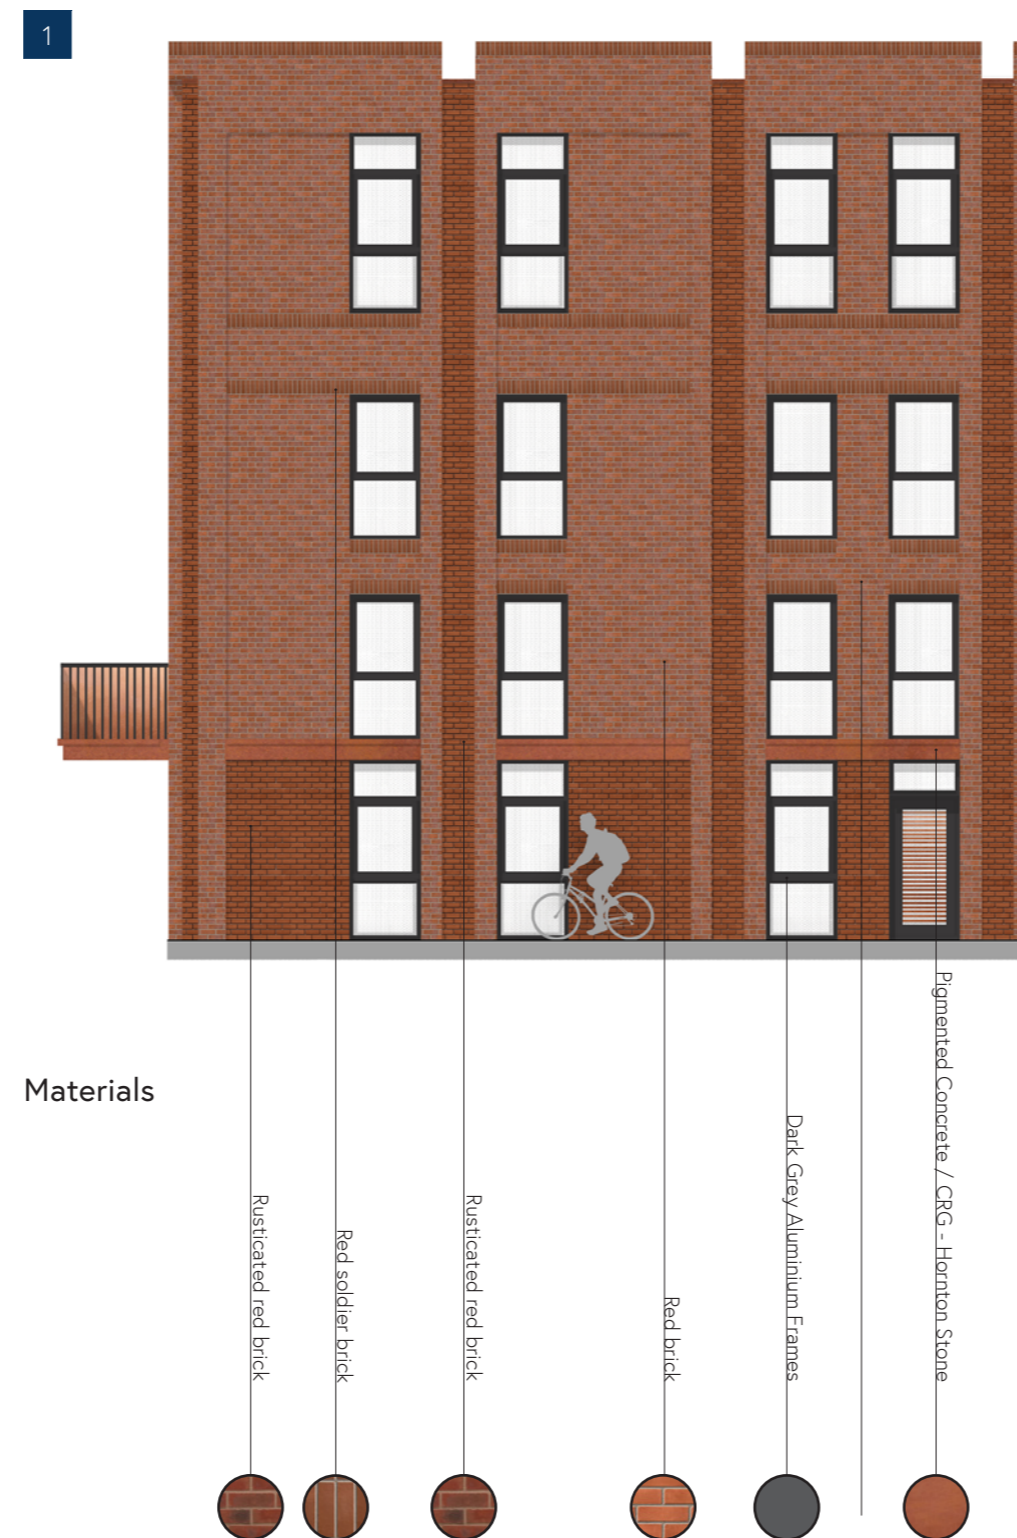 1
Materials
Rusticated red brick
Red soldier brick
Rusticated red brick
Red brick
Dark Grey Aluminium Frames
Pigmented Concrete / CRG - Hornton Stone